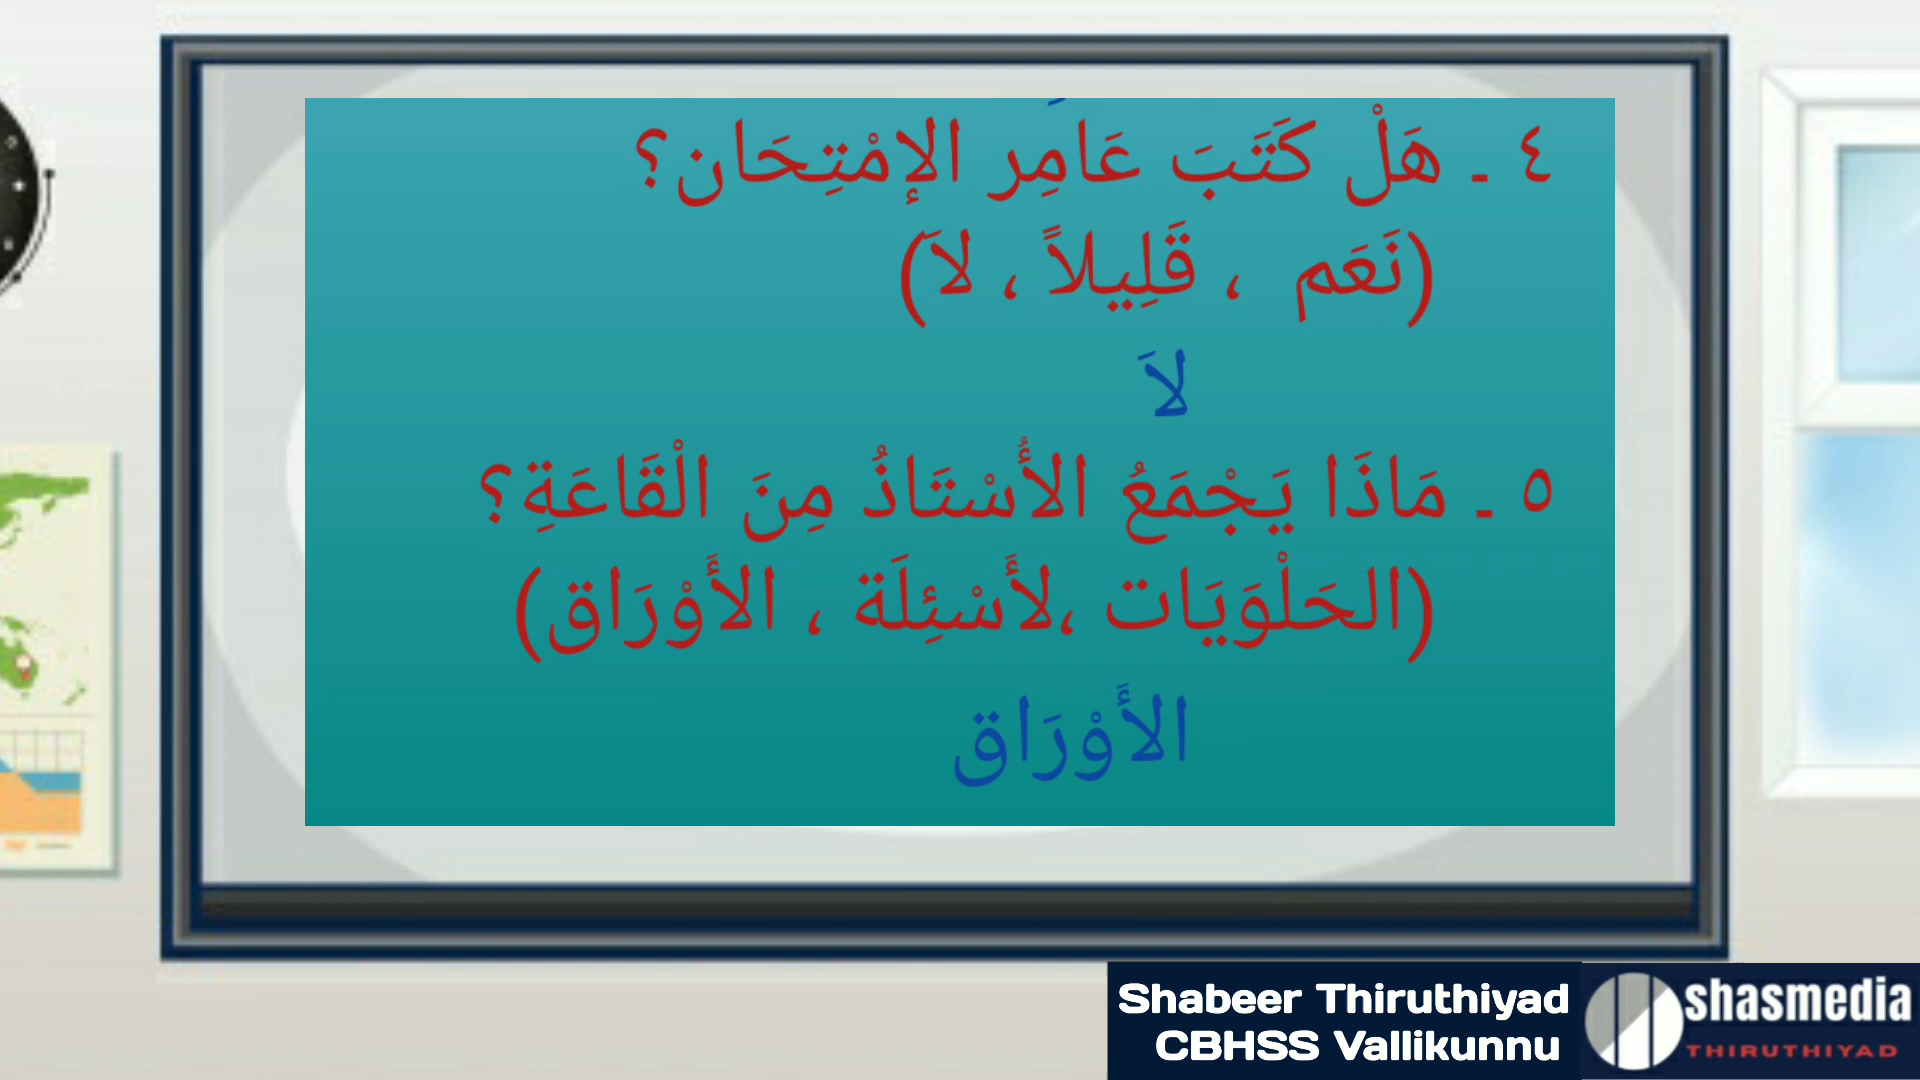 ٤ ـ هَلْ كَتَبَ عَامِر الإمْتِحَان؟
(نَعَم ، قَلِيلاً ، لاَ)
لاَ
٥ ـ مَاذَا يَجْمَعُ الأُسْتَاذُ مِنَ الْقَاعَةِ؟
(الحَلْوَيَات ،لأَسْئِلَة ، الأَوْرَاق)
الأَوْرَاق
Shabeer Thiruthiyad
CBHSS Vallikunnu
shasmedia
THIRUTHIYAD